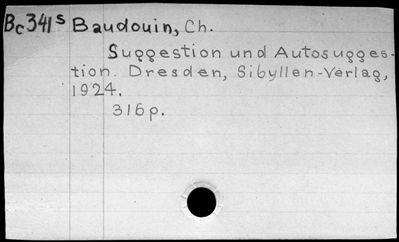 Bc341s Baudouin, Ch.
Suggestion und Autosugges-
tion. Dresden, Sibyllen-Verlag,
1924.
316p.